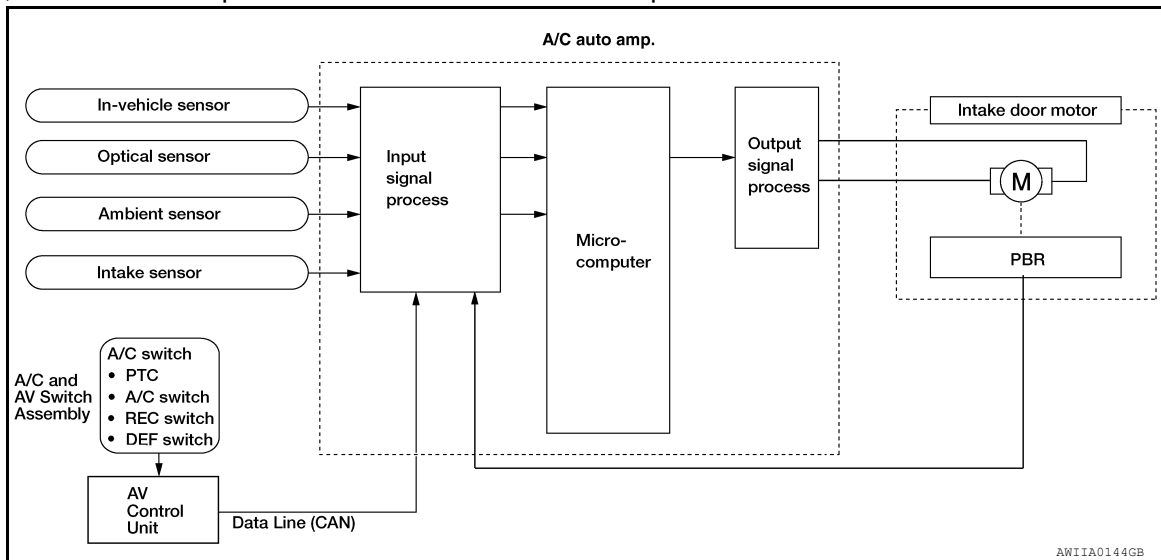 A/C auto amp.
In-vehicle sensor
Optical sensor
Ambient sensor
Intake sensor
Input
signal
process
Micro-
computer
Output
signal
process
Intake door motor
M
PBR
A/C and
AV Switch
Assembly
A/C switch
• PTC
• A/C switch
• REC switch
• DEF switch
AV
Control
Unit
Data Line (CAN)
AWIIA0144GB